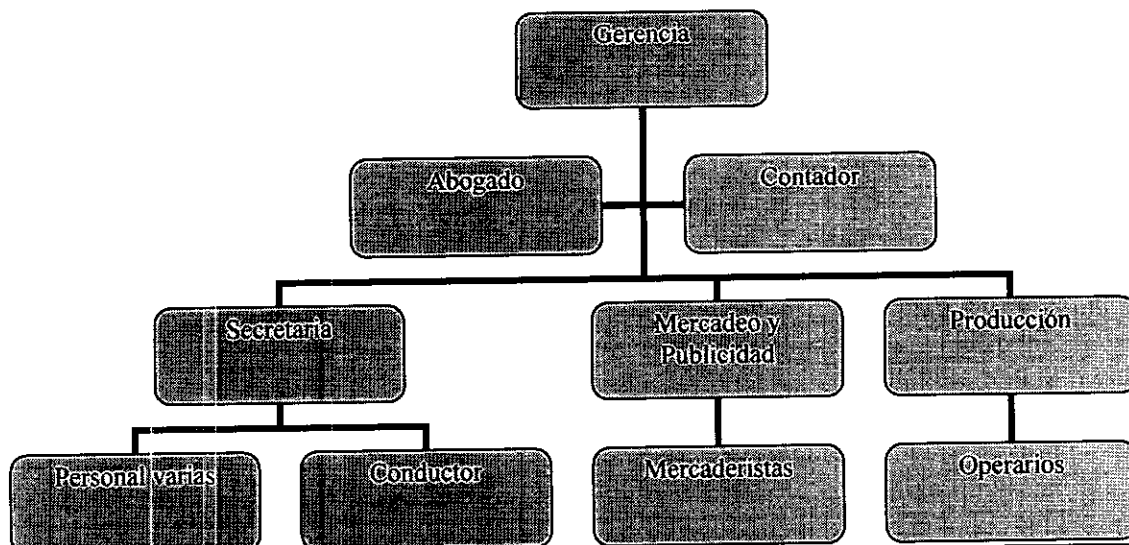 Gerencia
Abogado
Contador
Secretaria
Mercadeo y
Publicidad
Producción
Personal varias
Conductor
Mercaderistas
Operarios